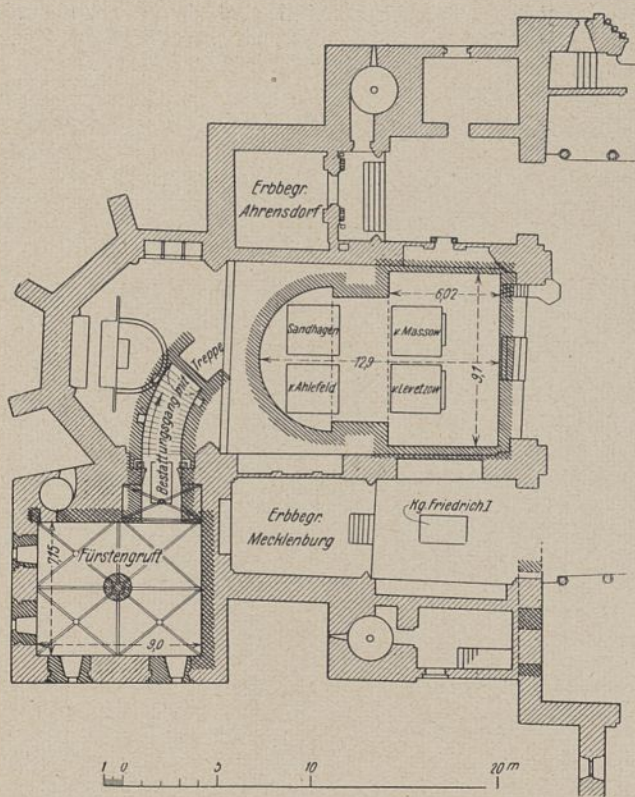 Erbbegr.
Ahrensdorf
6,02
Sandhagen
v. Massow
Treppe
12,9
9,1
v. Ahlefeld
v. Levetzow
Bestattungsgang mit
Erbbegr.
Mecklenburg
Kg. Friedrich I
Fürstengruft
7,15
9,0
1 0 5 10 20 m